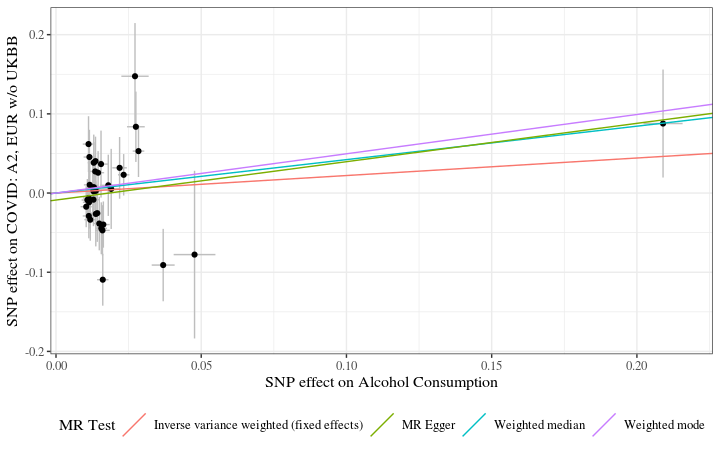 SNP effect on COVID: A2, EUR w/o UKBB
0.2
0.1
0.0
-0.1
-0.2
0.00 0.05 0.10 0.15 0.20
SNP effect on Alcohol Consumption
MR Test Inverse variance weighted (fixed effects) MR Egger Weighted median Weighted mode